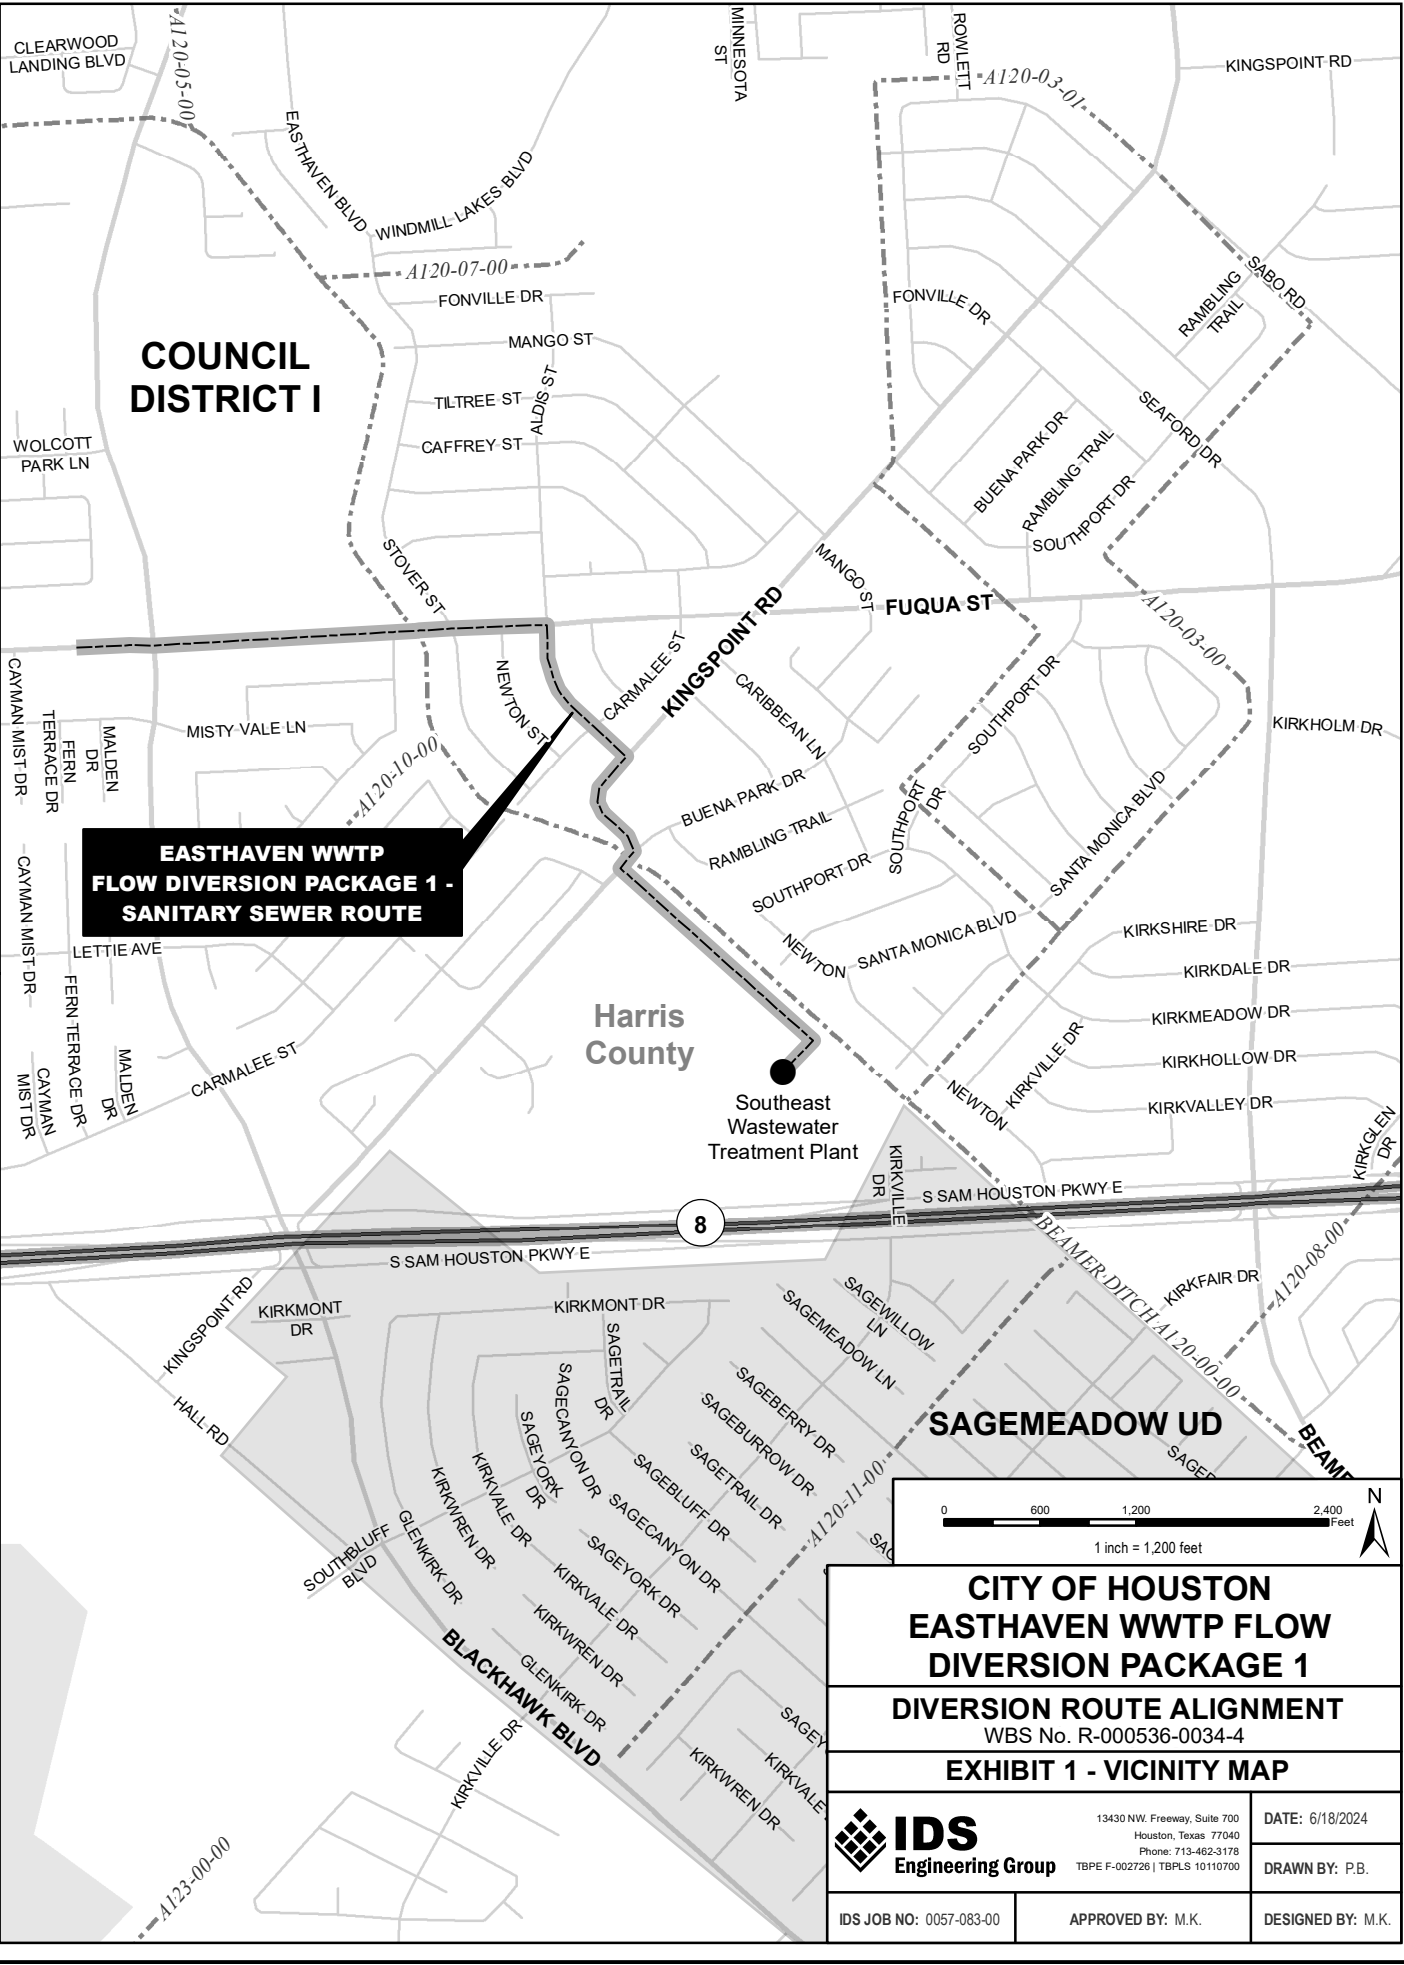 CLEARWOOD
LANDING BLVD
A120-05-00
MINNESOTA
ST
ROWLETT
RD
A120-03-01
KINGSPOINT RD
EASTHAVEN BLVD
WINDMILL LAKES BLVD
A120-07-00
FONVILLE DR
MANGO ST
FONVILLE DR
SABO RD
RAMBLING
TRAIL
COUNCIL
DISTRICT I
TILTREE ST
ALDIS ST
CAFFREY ST
WOLCOTT
PARK LN
SEAFORD DR
BUENA PARK DR
RAMBLING TRAIL
SOUTHPORT DR
STOVER ST
MANGO ST
FUQUA ST
A120-03-00
KINGSPOINT RD
CARMALEE ST
NEWTON ST
CARIBBEAN LN
SOUTHPORT DR
CAYMAN MIST DR
TERRACE DR
FERN
MALDEN
DR
MISTY VALE LN
KIRKHOLM DR
A120-10-00
BUENA PARK DR
RAMBLING TRAIL
SOUTHPORT DR
SOUTHPORT
DR
SANTA MONICA BLVD
EASTHAVEN WWTP
FLOW DIVERSION PACKAGE 1 -
SANITARY SEWER ROUTE
CAYMAN MIST DR
LETTIE AVE
NEWTON
SANTA MONICA BLVD
KIRKSHIRE DR
KIRKDALE DR
KIRKMEADOW DR
KIRKHOLLOW DR
KIRKVALLEY DR
FERN TERRACE DR
Harris
County
KIRKVILLE DR
NEWTON
CARMALEE ST
CAYMAN
MIST DR
MALDEN
DR
Southeast
Wastewater
Treatment Plant
KIRKGLEN
DR
KIRKVILLE
DR
S SAM HOUSTON PKWY E
8
S SAM HOUSTON PKWY E
BEAMER DITCH A120-00-00
A120-08-00
KIRKFAIR DR
KINGSPOINT RD
KIRKMONT
DR
KIRKMONT DR
SAGEWILLOW
LN
SAGEMEADOW LN
SAGETRAIL
DR
SAGECANYON DR
SAGEYORK
DR
HALL RD
SAGEBERRY DR
SAGEBURROW DR
SAGETRAIL DR
SAGEMEADOW UD
BEAME
SAGER
KIRKVALE DR
KIRKWREN DR
SAGEBLUFF DR
SAGECANYON DR
A120-11-00
GLENKIRK DR
SOUTHBLUFF
BLVD
SAGEYORK DR
KIRKVALE DR
KIRKWREN DR
GLENKIRK DR
BLACKHAWK BLVD
KIRKVILLE DR
SAGEY
KIRKVALE
KIRKWREN DR
A123-00-00
SAG
0 600 1,200 2,400
Feet
N
1 inch = 1,200 feet
CITY OF HOUSTON
EASTHAVEN WWTP FLOW
DIVERSION PACKAGE 1
DIVERSION ROUTE ALIGNMENT
WBS No. R-000536-0034-4
EXHIBIT 1 - VICINITY MAP
IDS
Engineering Group
13430 NW. Freeway, Suite 700
Houston, Texas 77040
Phone: 713-462-3178
TBPE F-002726 | TBPLS 10110700
DATE: 6/18/2024
DRAWN BY: P.B.
IDS JOB NO: 0057-083-00
APPROVED BY: M.K.
DESIGNED BY: M.K.